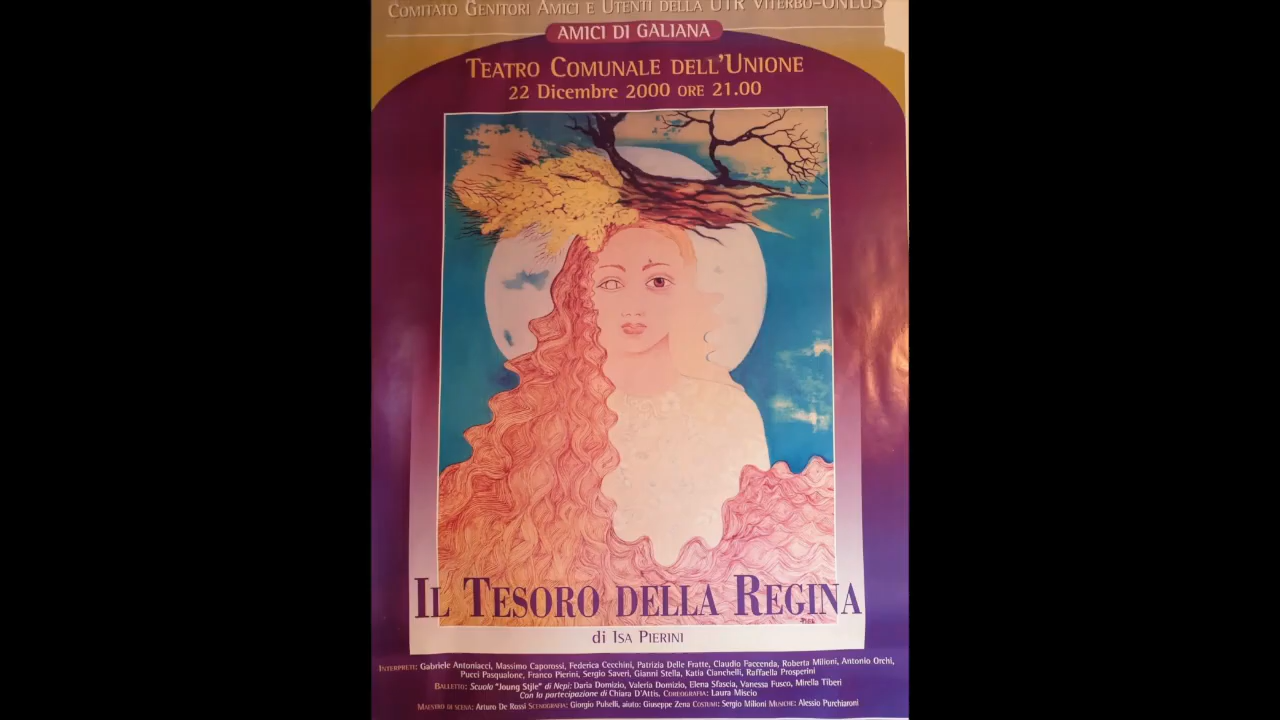 COMITATO GENITORI AMICI E UTENTI DELLA UTR VITERBO-ONLUS
AMICI DI GALIANA
TEATRO COMUNALE DELL'UNIONE
22 Dicembre 2000 ORE 21.00
IL TESORO DELLA REGINA
di ISA PIERINI
INTERPRETI: Gabriele Antoniacci, Massimo Caporossi, Federica Cecchini, Patrizia Delle Fratte, Claudio Faccenda, Roberta Milioni, Antonio Orchi,
Pucci Pasqualone, Franco Pierini, Sergio Saveri, Gianni Stella, Katia Cianchelli, Raffaella Prosperini
BALLETTO: Scuola "Joung Stjle" di Nepi: Daria Domizio, Valeria Domizio, Elena Sfascia, Vanessa Fusco, Mirella Tiberi
Con la partecipazione di Chiara D'Attis. COREOGRAFIA: Laura Miscio
MAESTRO DI SCENA: Arturo De Rossi SCENOGRAFIA: Giorgio Pulselli, aiuto: Giuseppe Zena COSTUMI: Sergio Milioni MUSICHE: Alessio Purchiaroni